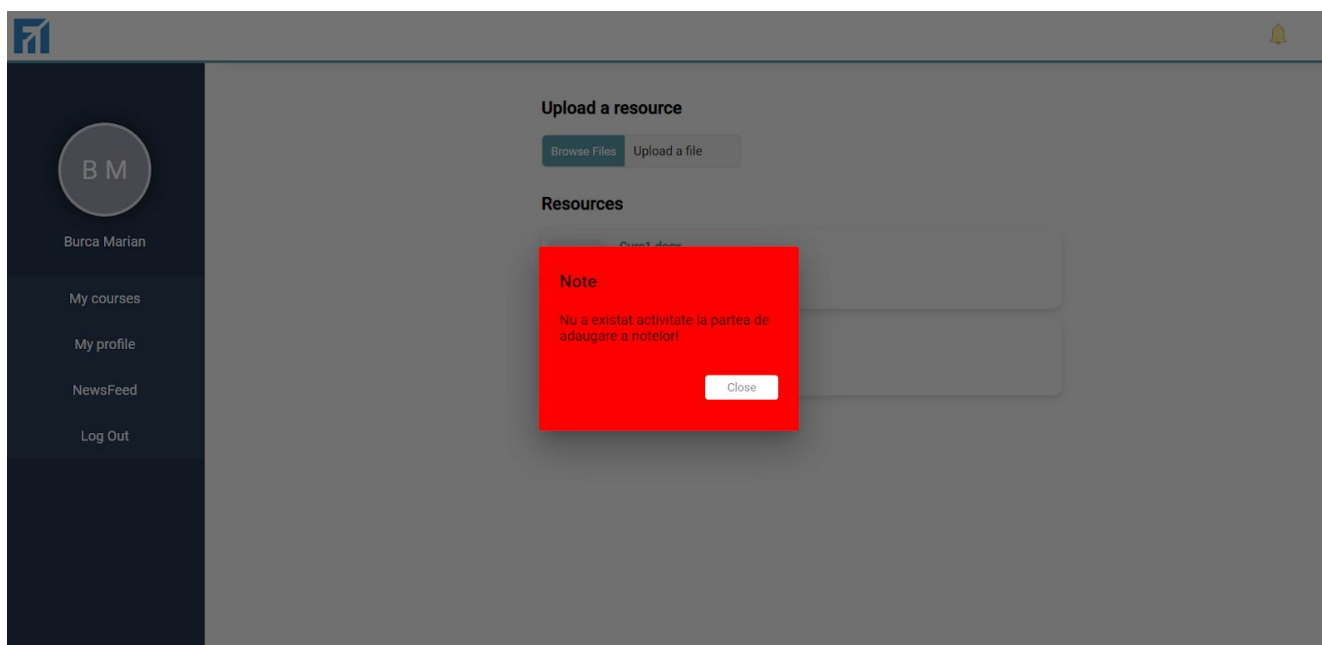 B M
Burca Marian
My courses
My profile
NewsFeed
Log Out
Upload a resource
Browse Files Upload a file
Resources
Note
Nu a existat activitate la partea de
adaugare a notelor!
Close